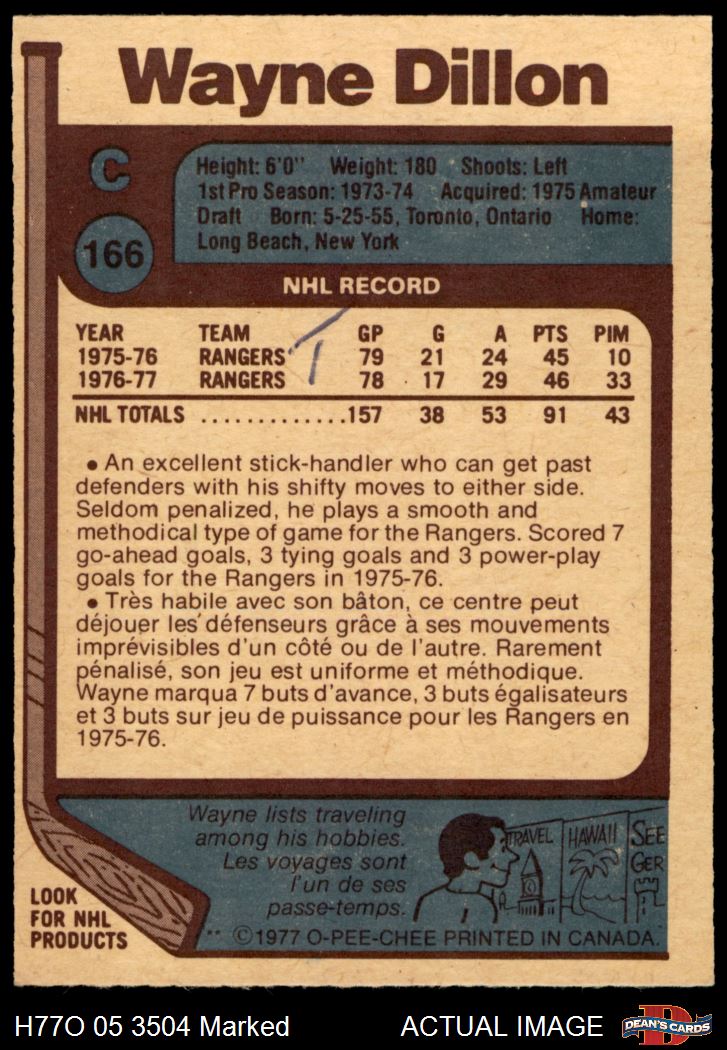 Wayne Dillon
C
166
Height: 6'0" Weight: 180 Shoots: Left
1st Pro Season: 1973-74 Acquired: 1975 Amateur
Draft Born: 5-25-55, Toronto, Ontario Home:
Long Beach, New York
NHL RECORD
YEAR TEAM GP G A PTS PIM
1975-76 RANGERS 79 21 24 45 10
1976-77 RANGERS 78 17 29 46 33
NHL TOTALS .............157 38 53 91 43
• An excellent stick-handler who can get past
defenders with his shifty moves to either side.
Seldom penalized, he plays a smooth and
methodical type of game for the Rangers. Scored 7
go-ahead goals, 3 tying goals and 3 power-play
goals for the Rangers in 1975-76.
• Très habile avec son bâton, ce centre peut
déjouer les défenseurs grâce à ses mouvements
imprévisibles d'un côté ou de l'autre. Rarement
pénalisé, son jeu est uniforme et méthodique.
Wayne marqua 7 buts d'avance, 3 buts égalisateurs
et 3 buts sur jeu de puissance pour les Rangers en
1975-76.
Wayne lists traveling
among his hobbies.
Les voyages sont
l'un de ses
passe-temps.
TRAVEL HAWAII SEE
GER
LOOK
FOR NHL
PRODUCTS
** ©1977 O-PEE-CHEE PRINTED IN CANADA.
H77O 05 3504 Marked ACTUAL IMAGE
D
DEAN'S CARDS